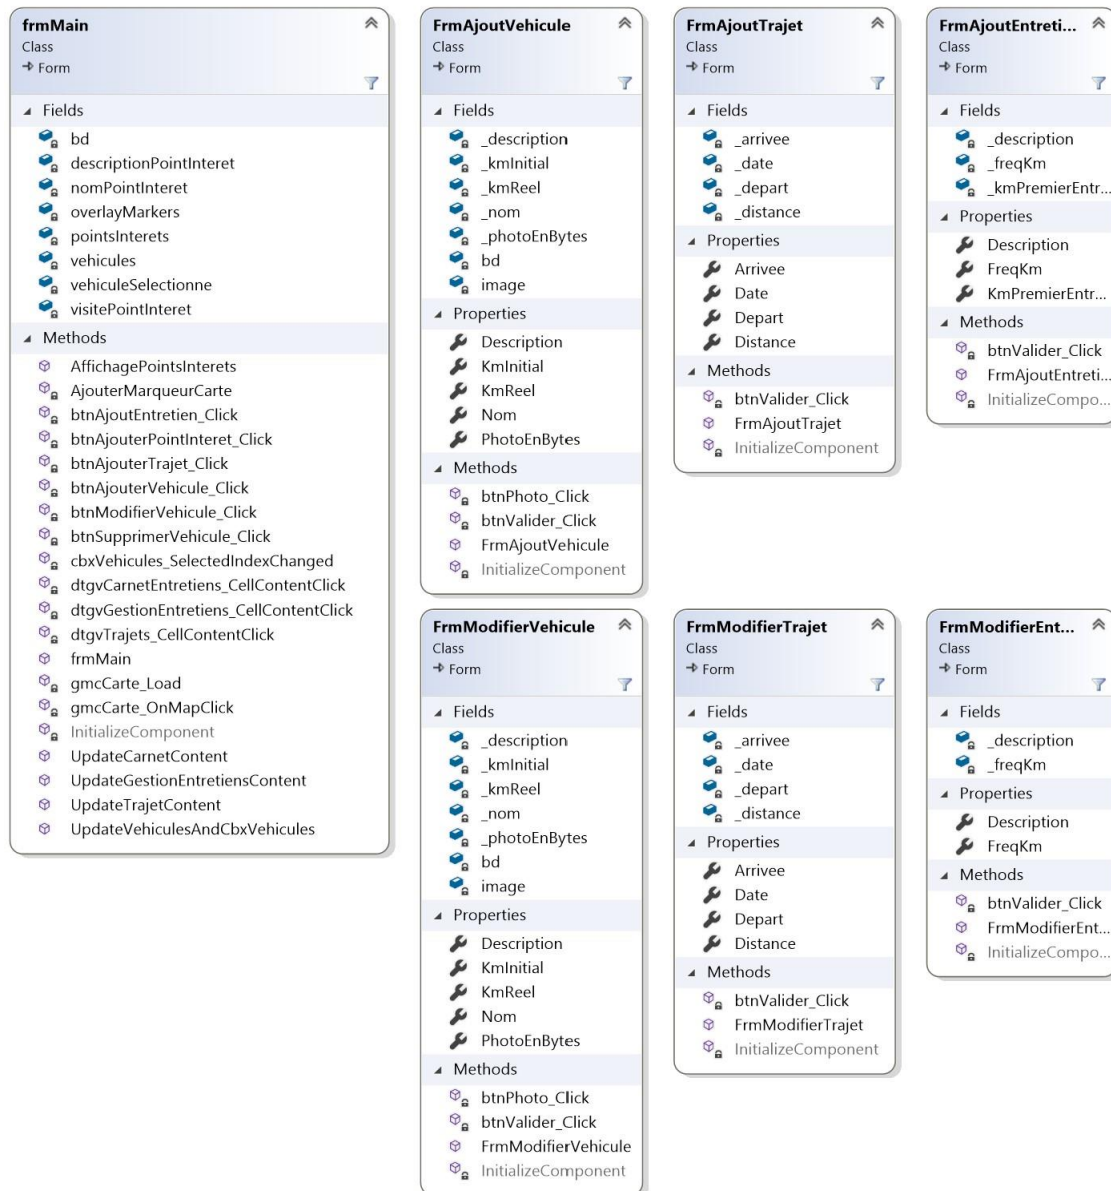 frmMain
Class
Form
Fields
bd
descriptionPointInteret
nomPointInteret
overlayMarkers
pointsInterets
vehicules
vehiculeSelectionne
visitePointInteret
Methods
AffichagePointsInterets
AjouterMarqueurCarte
btnAjoutEntretien_Click
btnAjouterPointInteret_Click
btnAjouterTrajet_Click
btnAjouterVehicule_Click
btnModifierVehicule_Click
btnSupprimerVehicule_Click
cbxVehicules_SelectedIndexChanged
dtgvCarnetEntretiens_CellContentClick
dtgvGestionEntretiens_CellContentClick
dtgvTrajets_CellContentClick
frmMain
gmcCarte_Load
gmcCarte_OnMapClick
InitializeComponent
UpdateCarnetContent
UpdateGestionEntretiensContent
UpdateTrajetContent
UpdateVehiculesAndCbxVehicules
FrmAjoutVehicule
Class
Form
Fields
_description
_kmInitial
_kmReel
_nom
_photoEnBytes
bd
image
Properties
Description
KmInitial
KmReel
Nom
PhotoEnBytes
Methods
btnPhoto_Click
btnValider_Click
FrmAjoutVehicule
InitializeComponent
FrmAjoutTrajet
Class
Form
Fields
_arrivee
_date
_depart
_distance
Properties
Arrivee
Date
Depart
Distance
Methods
btnValider_Click
FrmAjoutTrajet
InitializeComponent
FrmAjoutEntreti...
Class
Form
Fields
_description
_freqKm
_kmPremierEntr...
Properties
Description
FreqKm
KmPremierEntr...
Methods
btnValider_Click
FrmAjoutEntreti...
InitializeCompo...
FrmModifierVehicule
Class
Form
Fields
_description
_kmInitial
_kmReel
_nom
_photoEnBytes
bd
image
Properties
Description
KmInitial
KmReel
Nom
PhotoEnBytes
Methods
btnPhoto_Click
btnValider_Click
FrmModifierVehicule
InitializeComponent
FrmModifierTrajet
Class
Form
Fields
_arrivee
_date
_depart
_distance
Properties
Arrivee
Date
Depart
Distance
Methods
btnValider_Click
FrmModifierTrajet
InitializeComponent
FrmModifierEnt...
Class
Form
Fields
_description
_freqKm
Properties
Description
FreqKm
Methods
btnValider_Click
FrmModifierEnt...
InitializeCompo...